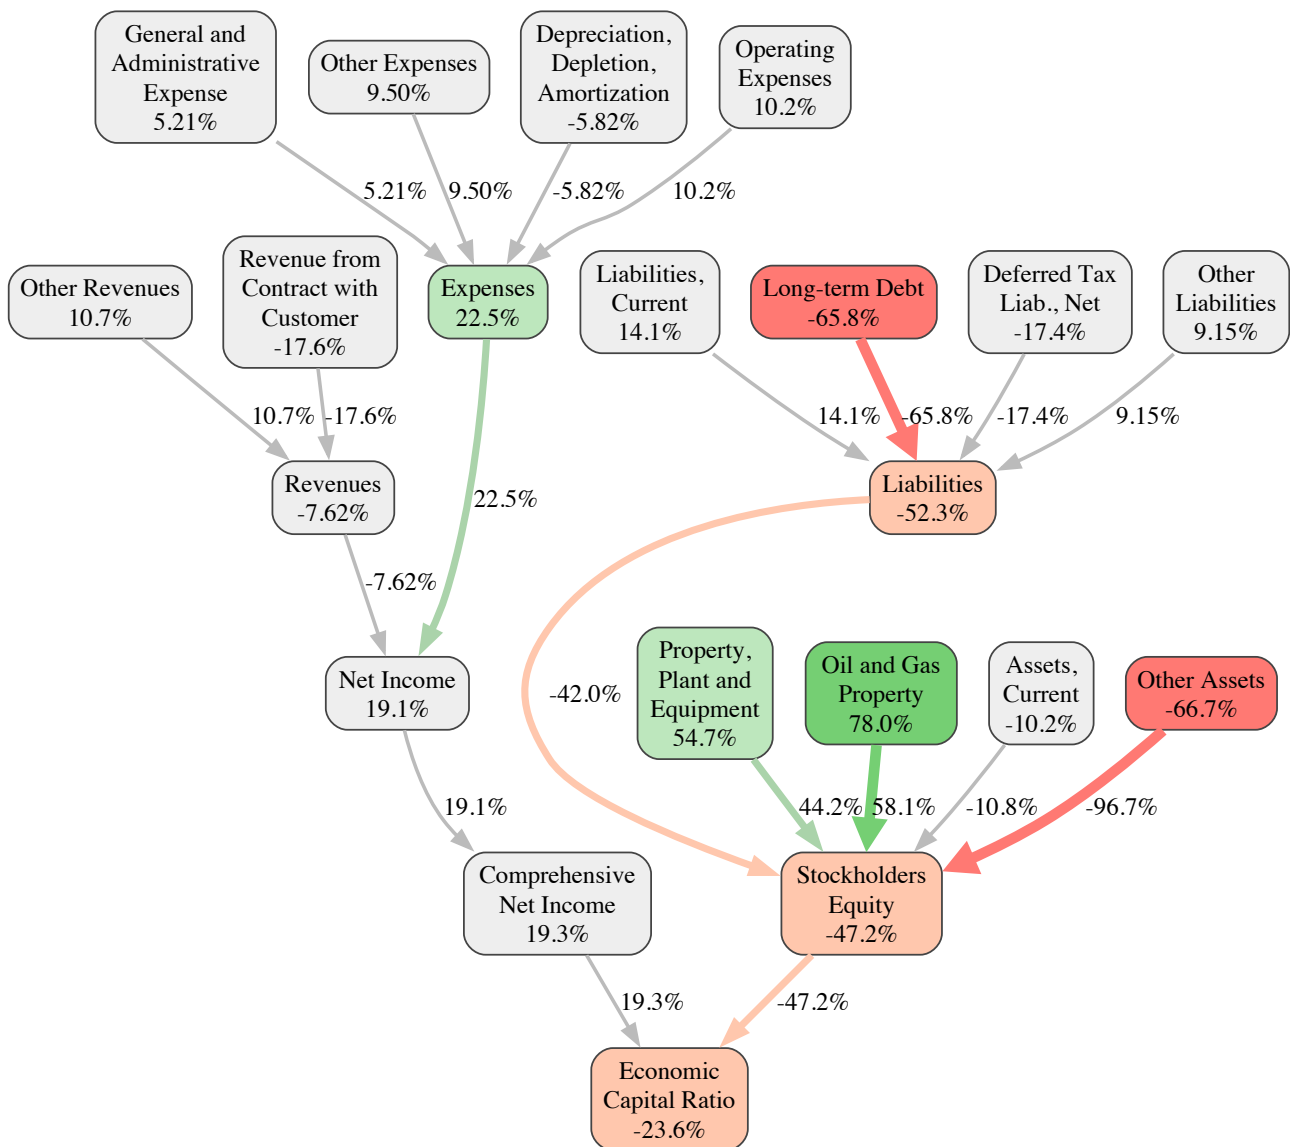 General and
Administrative
Expense
5.21%
Other Expenses
9.50%
Depreciation,
Depletion,
Amortization
-5.82%
Operating
Expenses
10.2%
5.21%
9.50%
-5.82%
10.2%
Other Revenues
10.7%
Revenue from
Contract with
Customer
-17.6%
Expenses
22.5%
Liabilities,
Current
14.1%
Long-term Debt
-65.8%
Deferred Tax
Liab., Net
-17.4%
Other
Liabilities
9.15%
10.7%
-17.6%
14.1%
-65.8%
-17.4%
9.15%
Revenues
-7.62%
22.5%
Liabilities
-52.3%
-7.62%
Net Income
19.1%
-42.0%
Property,
Plant and
Equipment
54.7%
Oil and Gas
Property
78.0%
Assets,
Current
-10.2%
Other Assets
-66.7%
19.1%
44.2%
58.1%
-10.8%
-96.7%
Comprehensive
Net Income
19.3%
Stockholders
Equity
-47.2%
19.3%
-47.2%
Economic
Capital Ratio
-23.6%